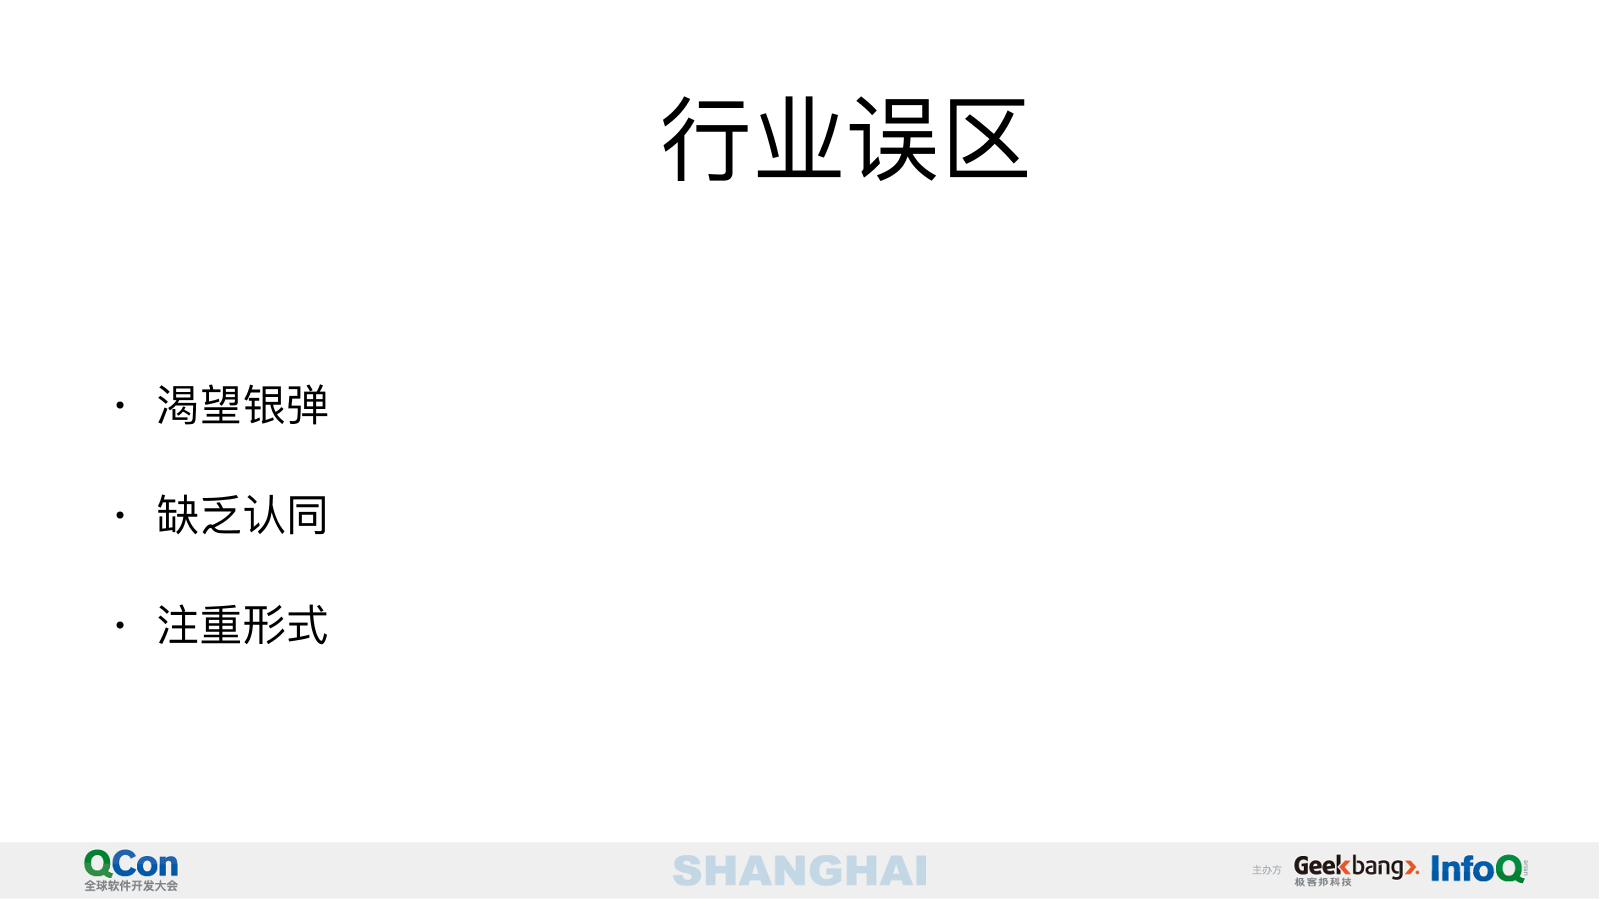 行业误区
• 渴望银弹
• 缺乏认同
• 注重形式
QCon
全球软件开发大会
SHANGHAI
主办方
Geekbang>.
极客邦科技
InfoQ